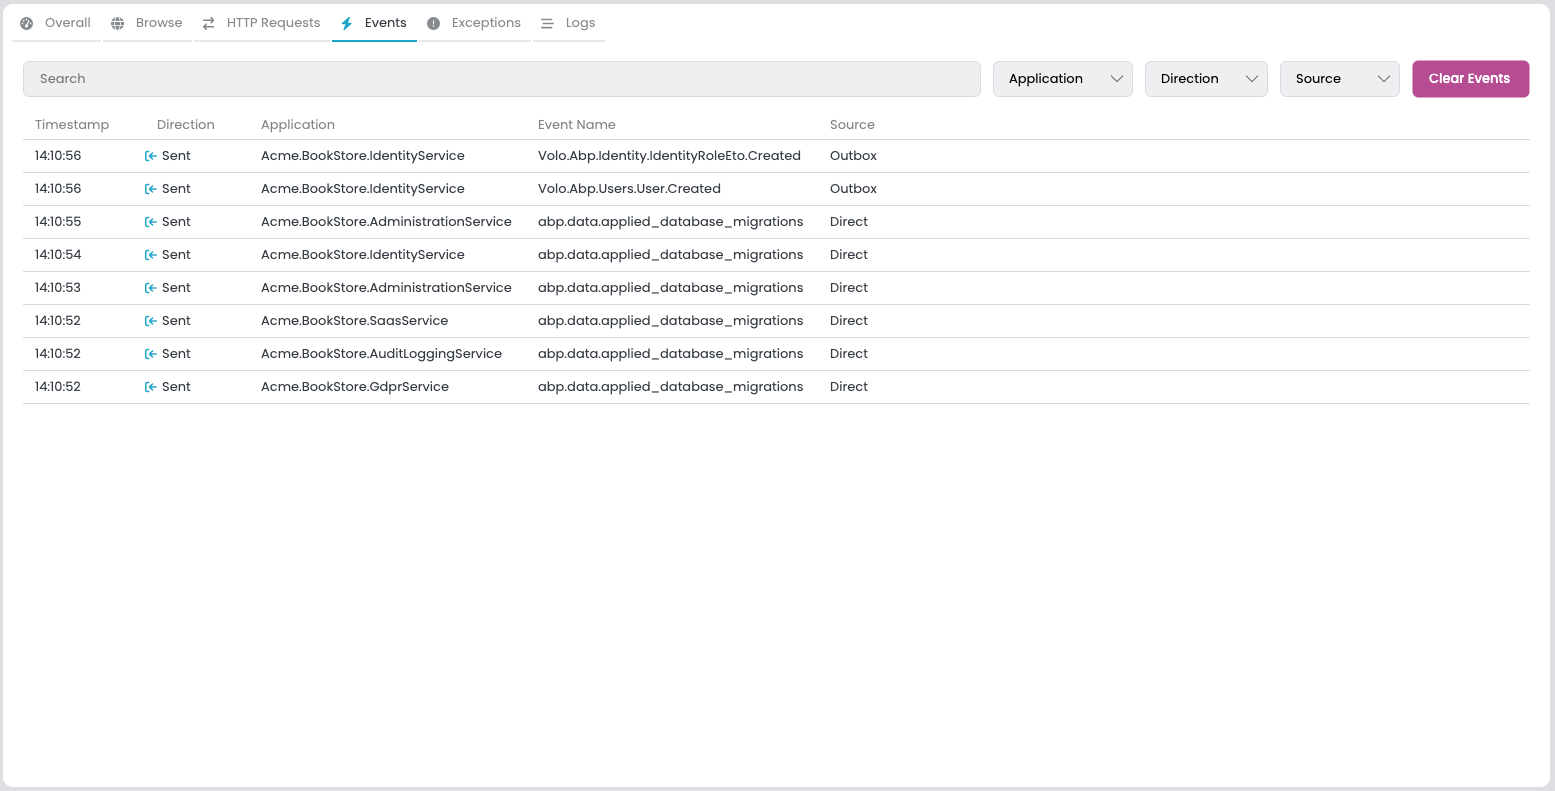 Overall Browse HTTP Requests Events Exceptions Logs
Search Application Direction Source Clear Events
Timestamp Direction Application Event Name Source
14:10:56 Sent Acme.BookStore.IdentityService Volo.Abp.Identity.IdentityRoleEto.Created Outbox
14:10:56 Sent Acme.BookStore.IdentityService Volo.Abp.Users.User.Created Outbox
14:10:55 Sent Acme.BookStore.AdministrationService abp.data.applied_database_migrations Direct
14:10:54 Sent Acme.BookStore.IdentityService abp.data.applied_database_migrations Direct
14:10:53 Sent Acme.BookStore.AdministrationService abp.data.applied_database_migrations Direct
14:10:52 Sent Acme.BookStore.SaasService abp.data.applied_database_migrations Direct
14:10:52 Sent Acme.BookStore.AuditLoggingService abp.data.applied_database_migrations Direct
14:10:52 Sent Acme.BookStore.GdprService abp.data.applied_database_migrations Direct